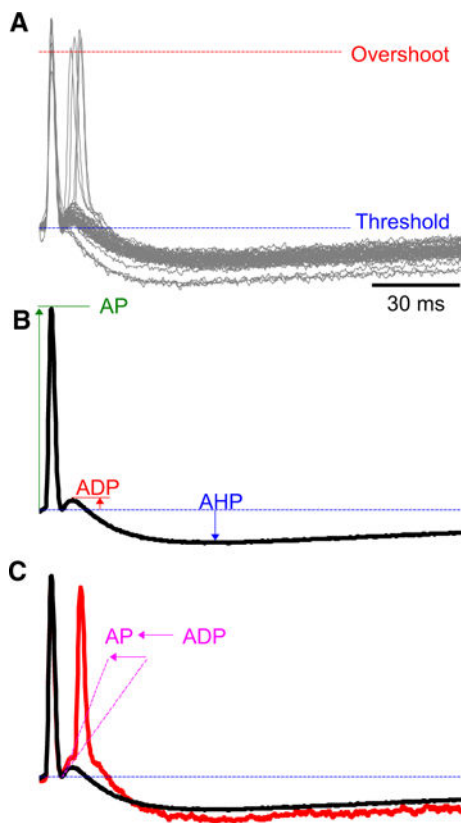 A
Overshoot
Threshold
30 ms
B
AP
ADP
AHP
C
AP ADP